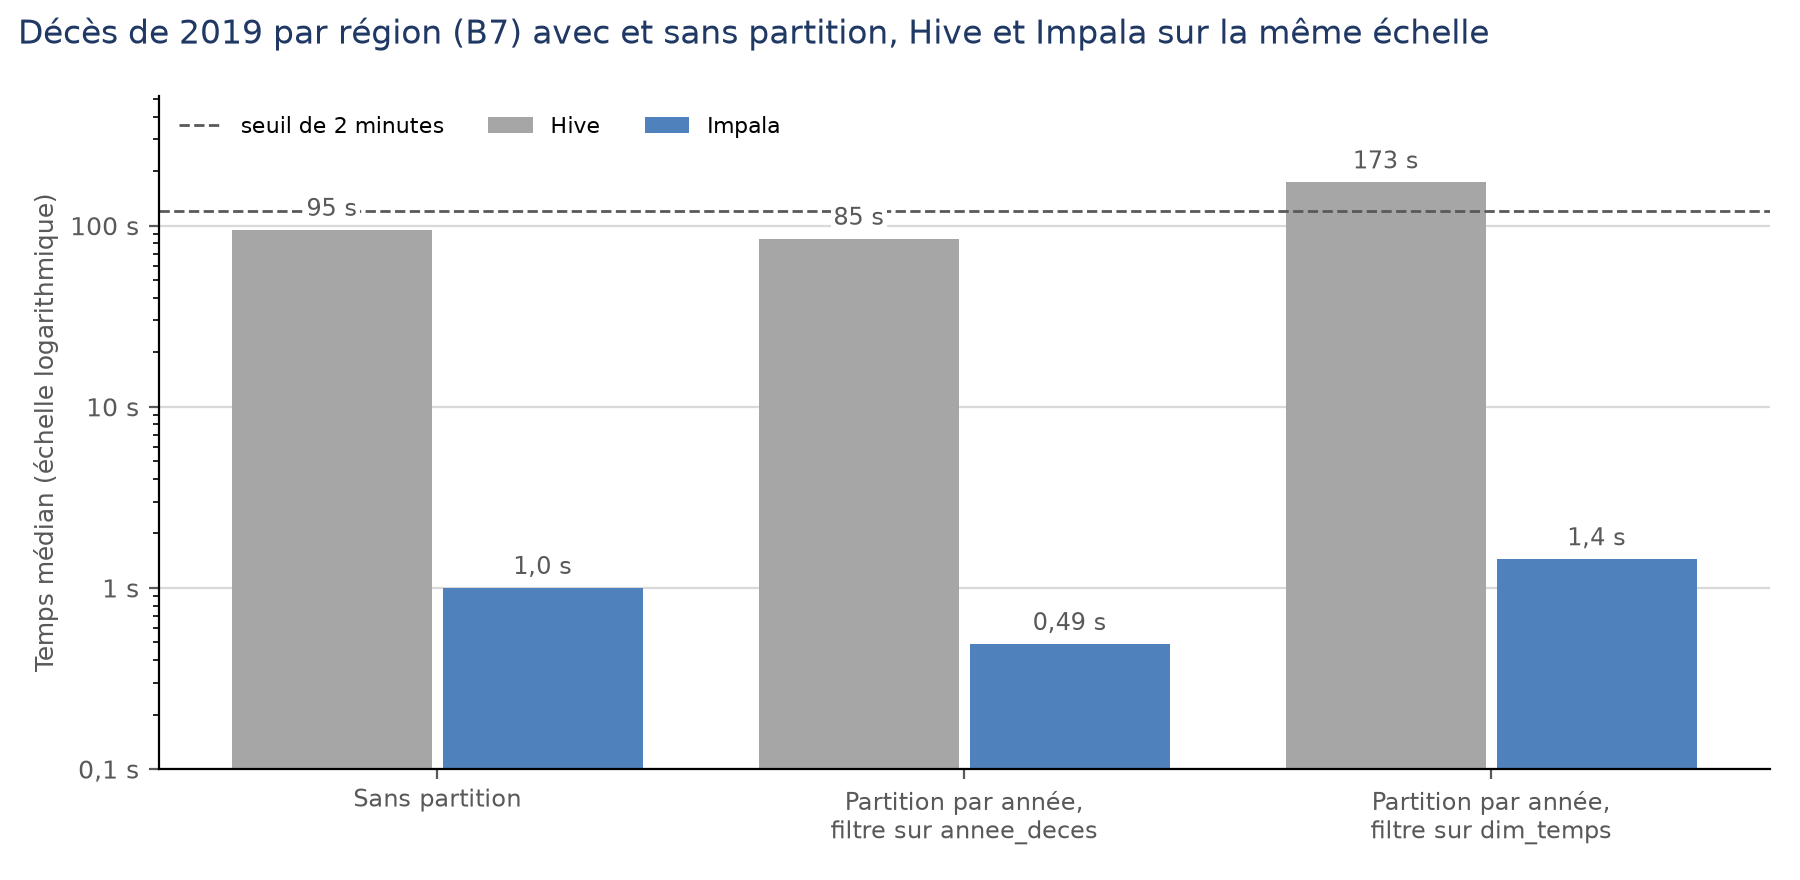 Décès de 2019 par région (B7) avec et sans partition, Hive et Impala sur la même échelle
seuil de 2 minutes
Hive
Impala
Temps médian (échelle logarithmique)
100 s
10 s
1 s
0,1 s
95 s
1,0 s
85 s
0,49 s
173 s
1,4 s
Sans partition
Partition par année,
filtre sur annee_deces
Partition par année,
filtre sur dim_temps